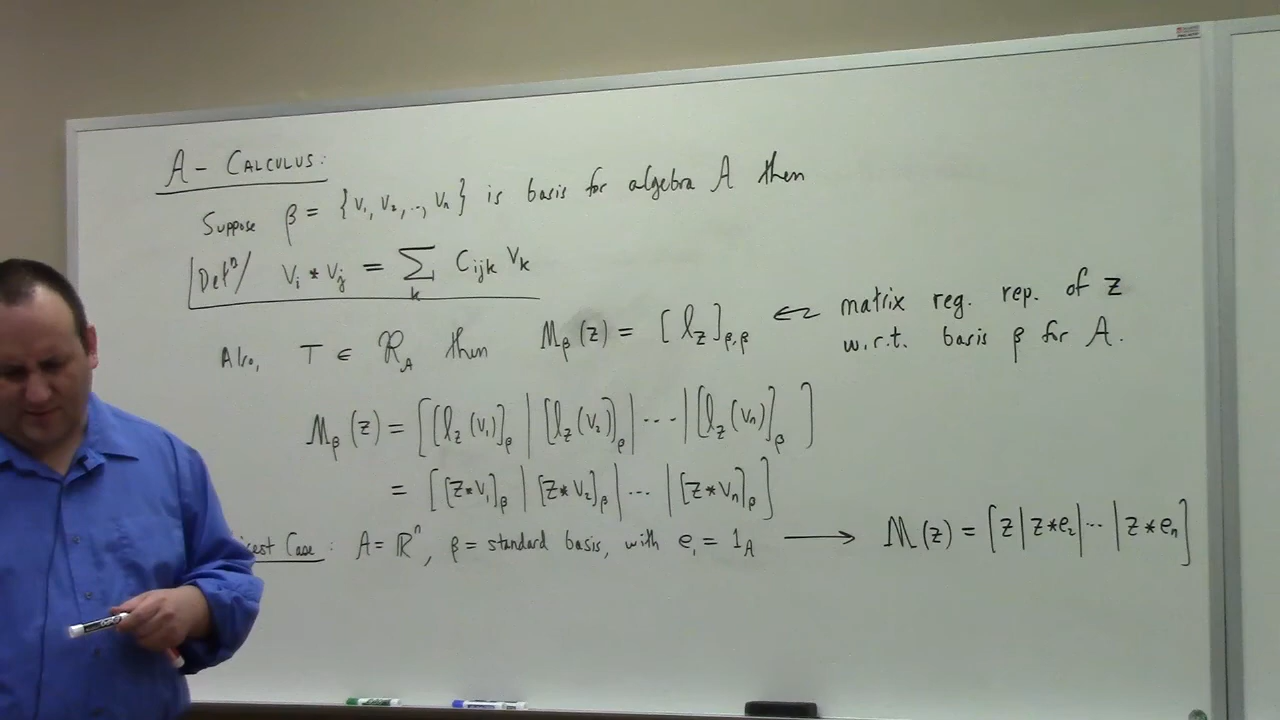 A - CALCULUS:
Suppose β = {v₁, v₂, .., vₙ} is basis for algebra A then
Defⁿ/ vᵢ * vⱼ = ∑ₖ Cᵢⱼₖ vₖ
Also, T ∈ ℛ_A then M_β(z) = [l_z]_β,β ⇐ matrix reg. rep. of z
w.r.t. basis β for A.
M_β(z) = [[l_z(v₁)]_β | [l_z(v₂)]_β | ... | [l_z(vₙ)]_β]
= [[z*v₁]_β | [z*v₂]_β | ... | [z*vₙ]_β]
Case: A = ℝⁿ, β = standard basis, with e₁ = 1_A → M(z) = [z | z*e₂ | ... | z*eₙ]